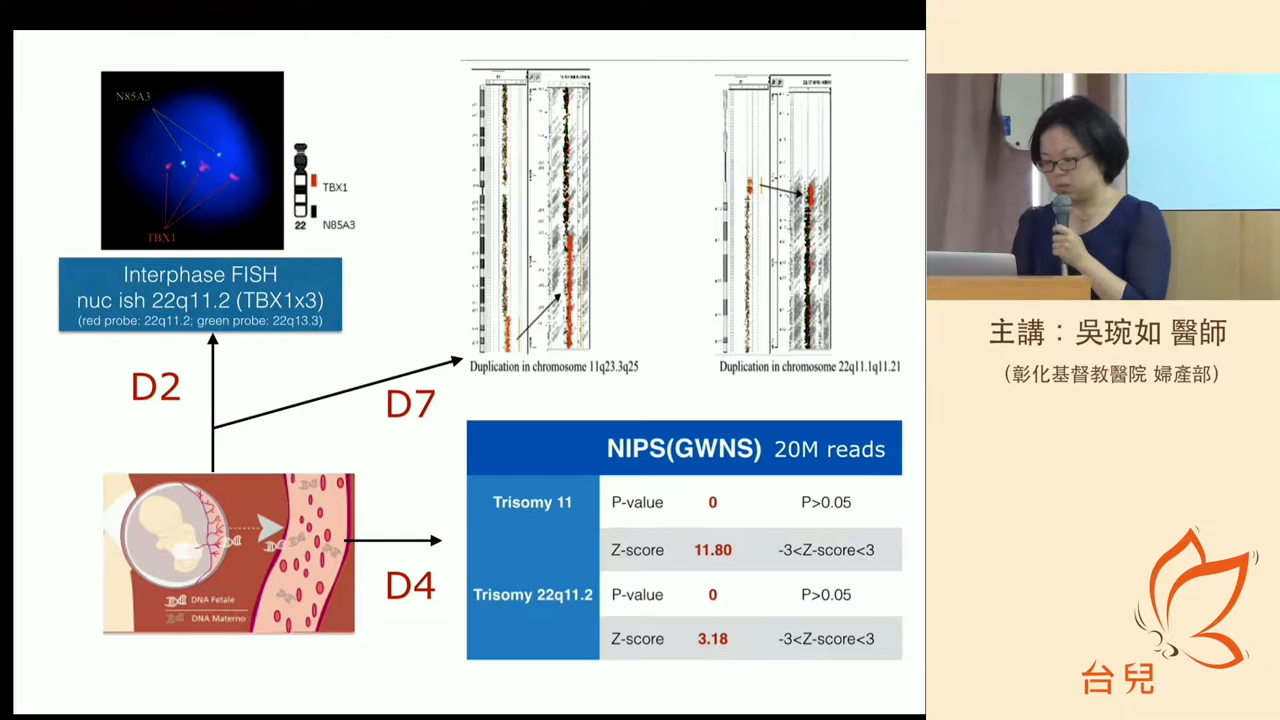 N85A3
TBX1
TBX1
N85A3
22
Interphase FISH
nuc ish 22q11.2 (TBX1x3)
(red probe: 22q11.2; green probe: 22q13.3)
Duplication in chromosome 11q23.3q25
Duplication in chromosome 22q11.1q11.21
D2
D7
D4
DNA Fetale
DNA Materno
NIPS(GWNS) 20M reads
Trisomy 11
P-value 0 P>0.05
Z-score 11.80 -3<Z-score<3
Trisomy 22q11.2
P-value 0 P>0.05
Z-score 3.18 -3<Z-score<3
主講：吳琬如 醫師
（彰化基督教醫院 婦產部）
台兒